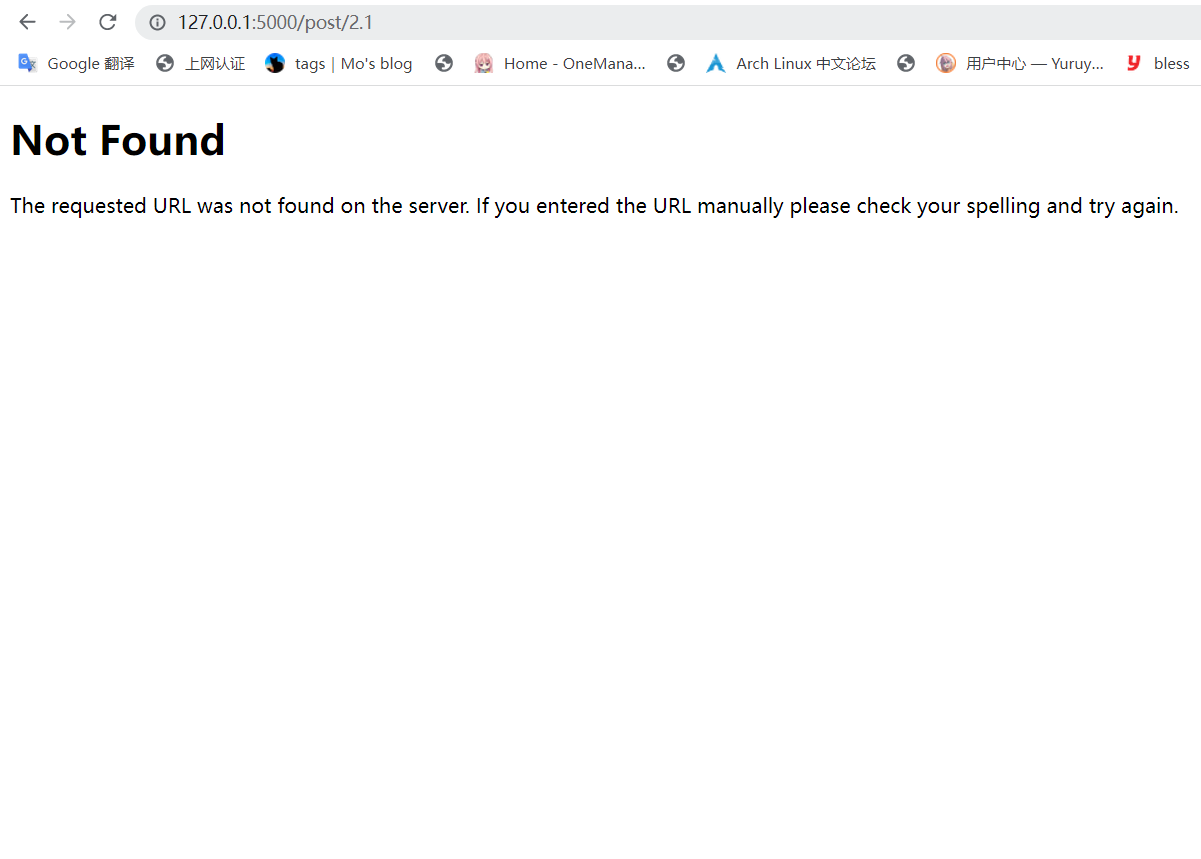 127.0.0.1:5000/post/2.1
Google 翻译 上网认证 tags | Mo's blog Home - OneMana... Arch Linux 中文论坛 用户中心 — Yuruy... bless
Not Found
The requested URL was not found on the server. If you entered the URL manually please check your spelling and try again.